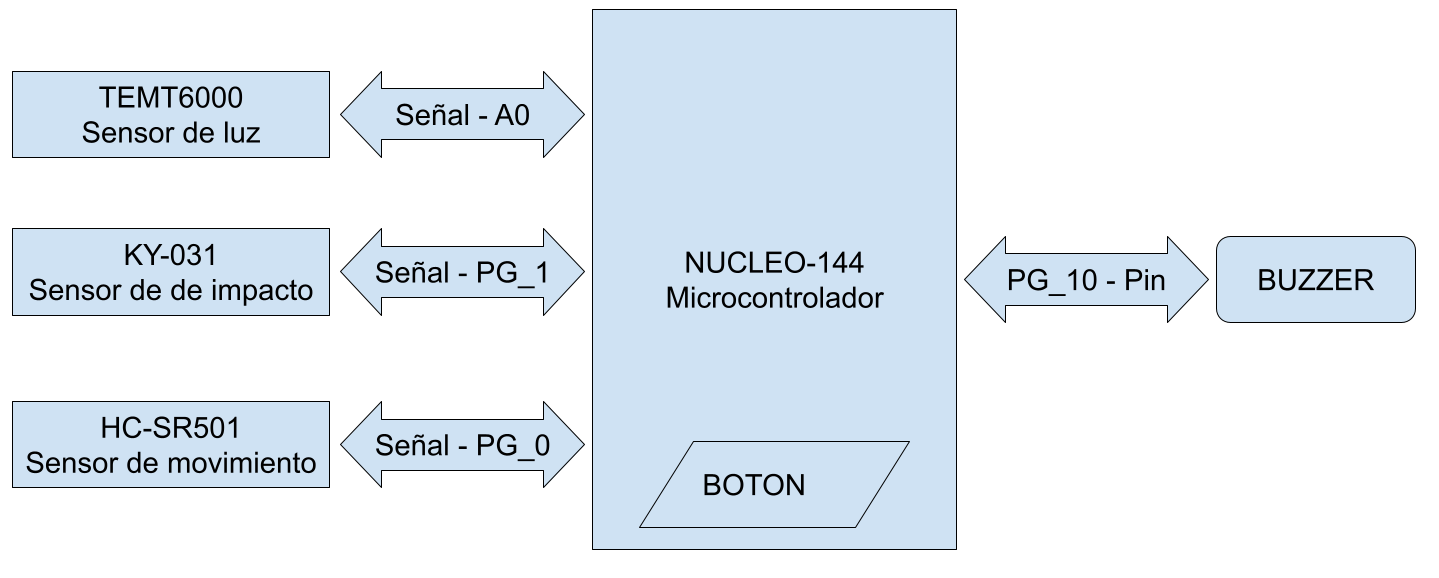 TEMT6000
Sensor de luz
Señal - A0
KY-031
Sensor de de impacto
Señal - PG_1
HC-SR501
Sensor de movimiento
Señal - PG_0
NUCLEO-144
Microcontrolador
BOTON
PG_10 - Pin
BUZZER